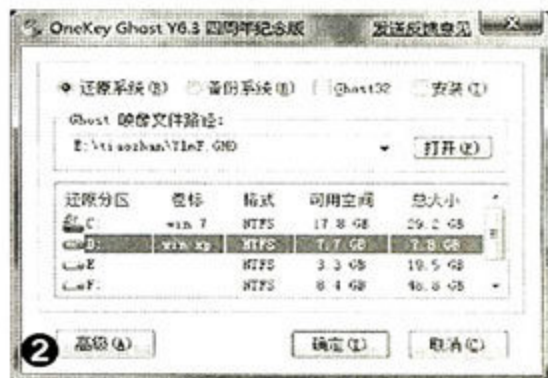 OneKey Ghost Y6.3 四周年纪念版 发送反馈意见
还原系统(R) 备份系统(B) Ghost32 安装(I)
Ghost 映像文件路径:
打开(O)
还原分区 卷标 格式 可用空间 总大小
C: win 7 NTFS 17.8 GB 29.2 GB
D: win xp NTFS 7.7 GB 7.8 GB
E NTFS 3.3 GB 19.5 GB
F: NTFS 8.4 GB 48.8 GB
2 高级(A) 确定(Y) 取消(C)